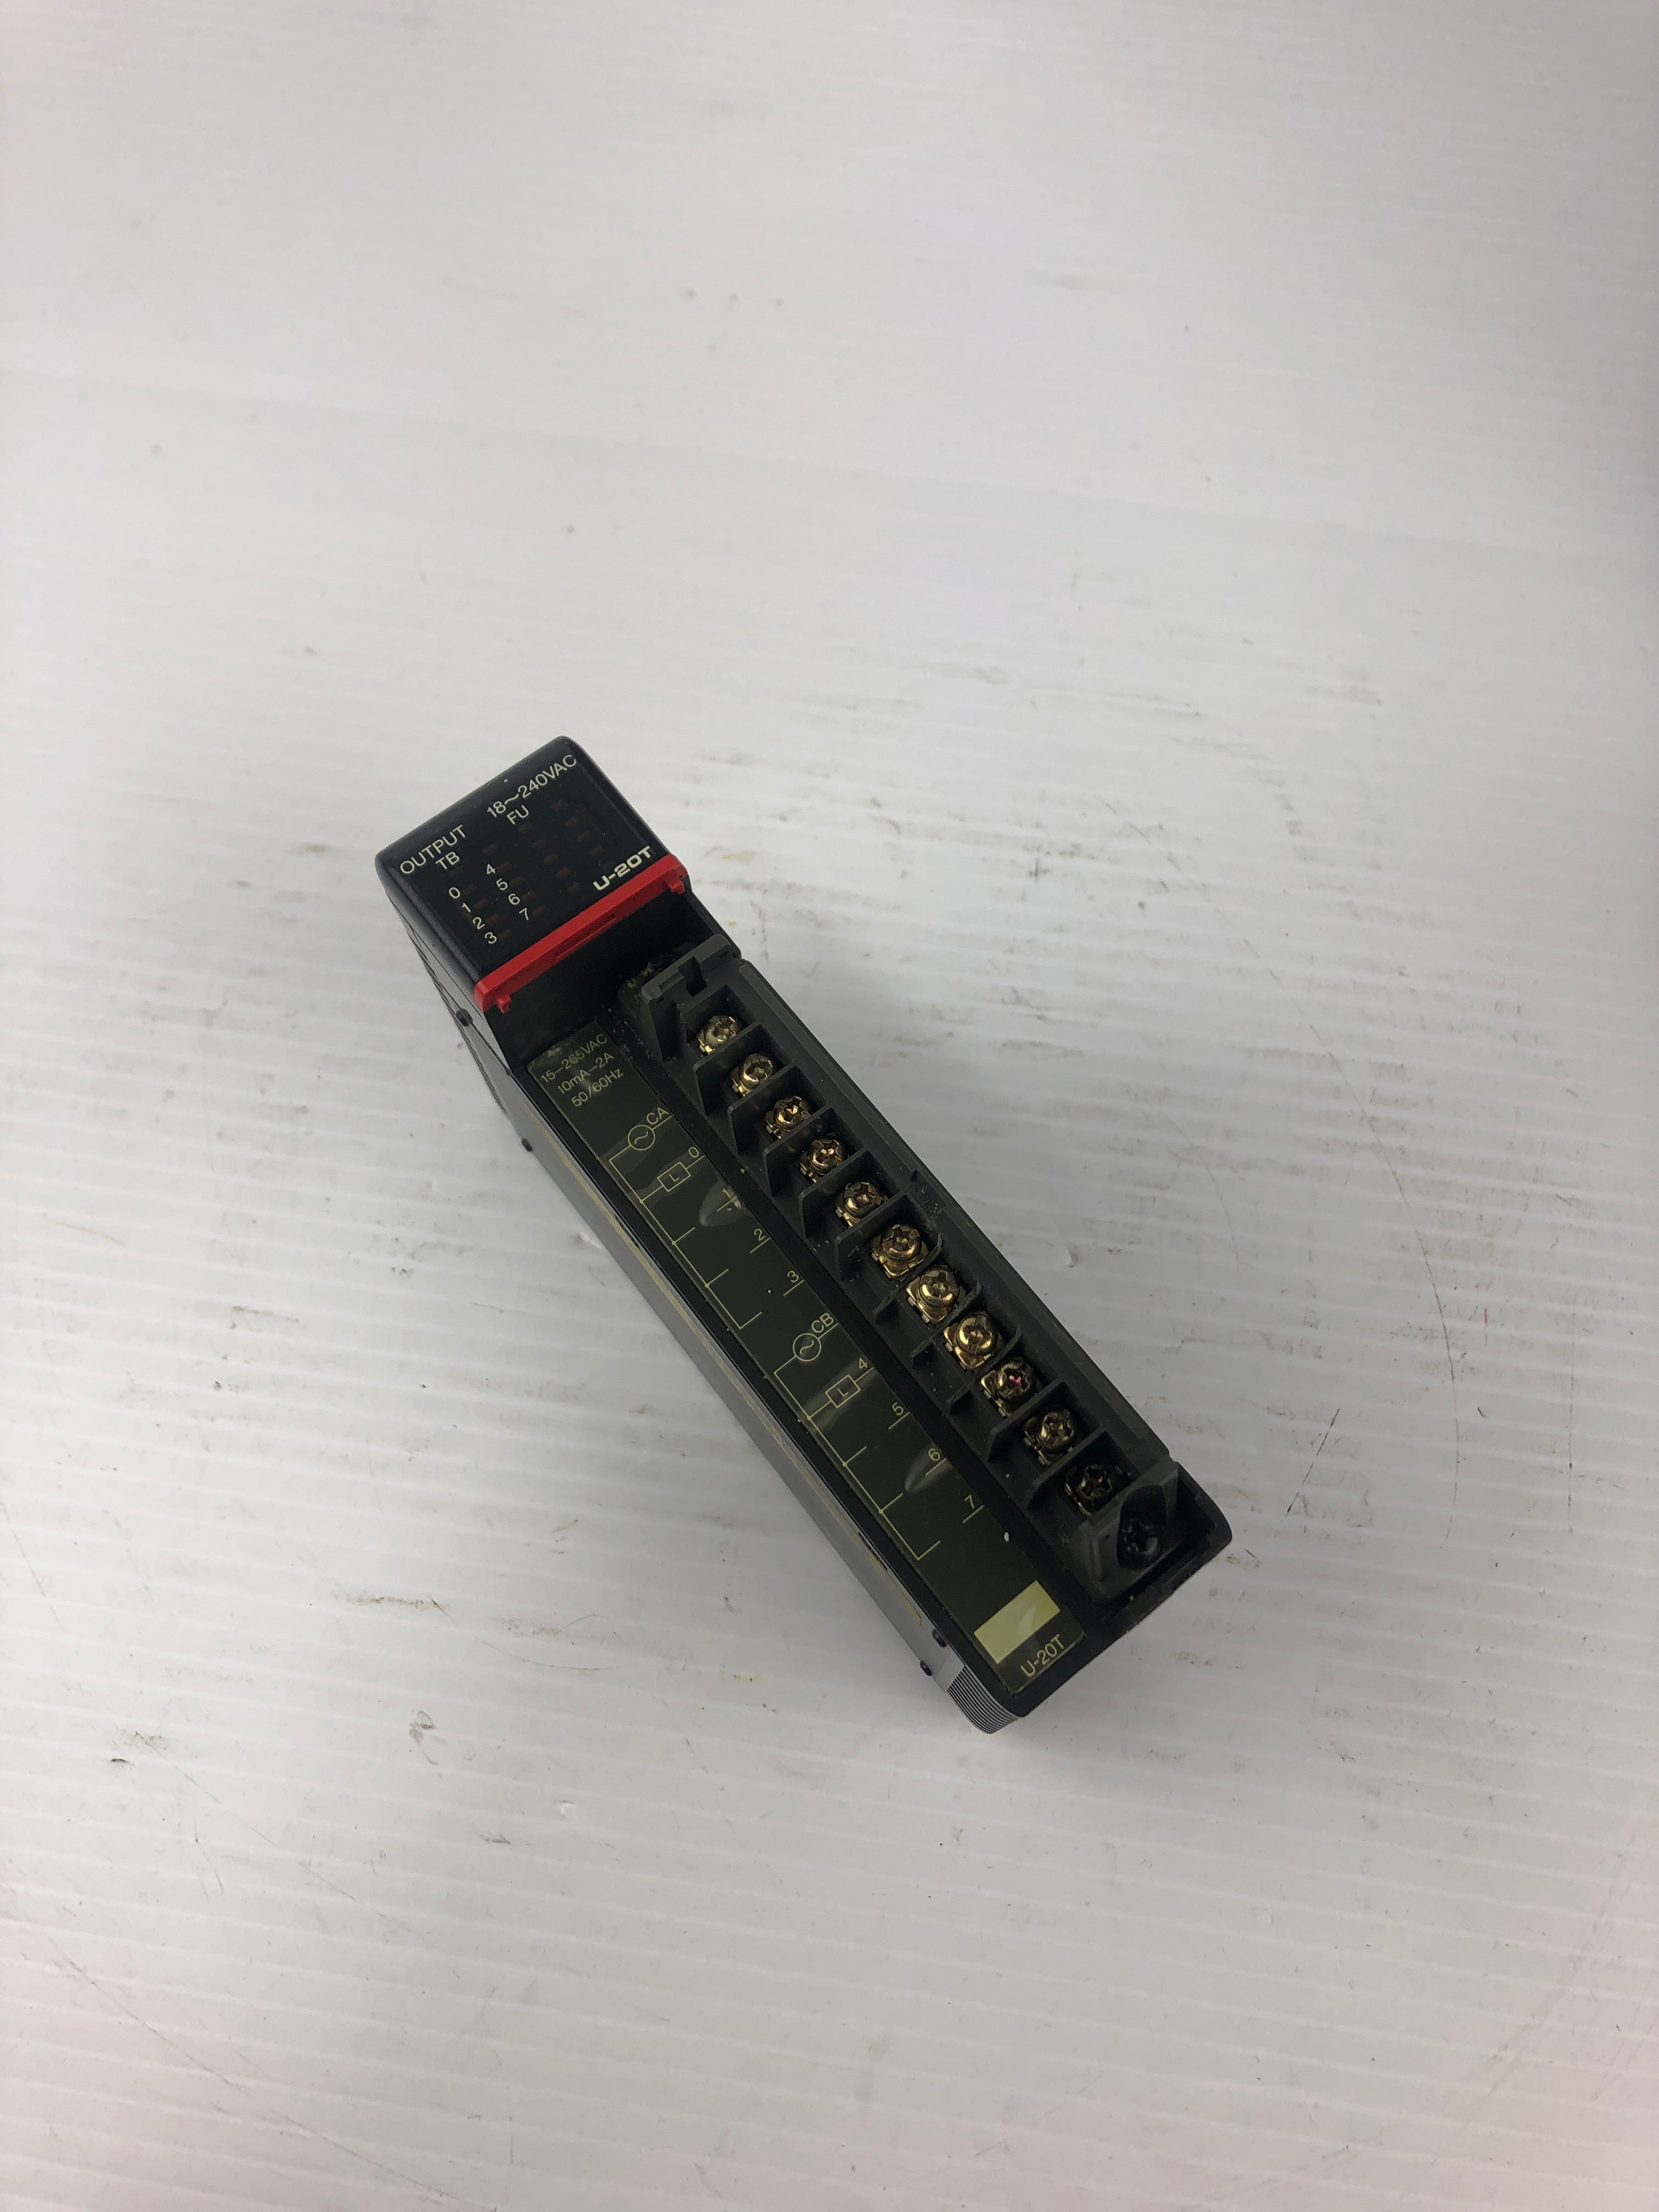 OUTPUT 18~240VAC
TB FU
0 4
1 5
2 6
3 7
U-20T
15-265VAC
10mA-2A
50/60Hz
CA
L 0
1
2
3
CB
L 4
5
6
7
U-20T